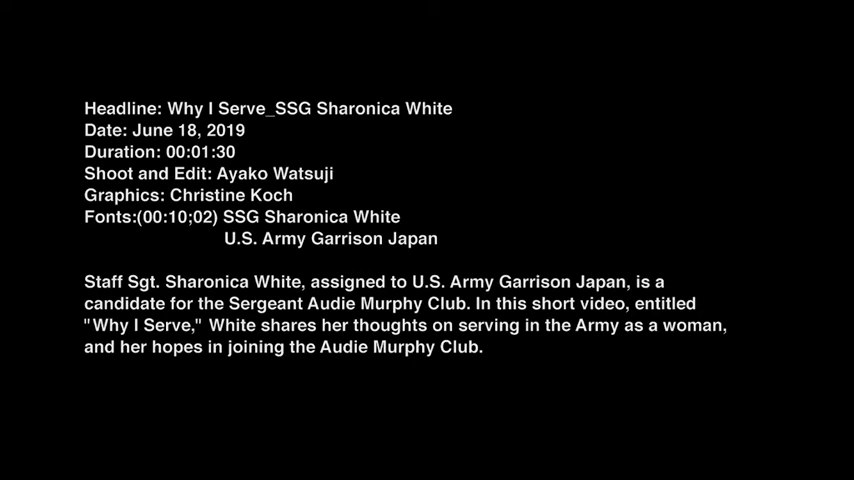 Headline: Why I Serve_SSG Sharonica White
Date: June 18, 2019
Duration: 00:01:30
Shoot and Edit: Ayako Watsuji
Graphics: Christine Koch
Fonts:(00:10;02) SSG Sharonica White
U.S. Army Garrison Japan
Staff Sgt. Sharonica White, assigned to U.S. Army Garrison Japan, is a
candidate for the Sergeant Audie Murphy Club. In this short video, entitled
"Why I Serve," White shares her thoughts on serving in the Army as a woman,
and her hopes in joining the Audie Murphy Club.